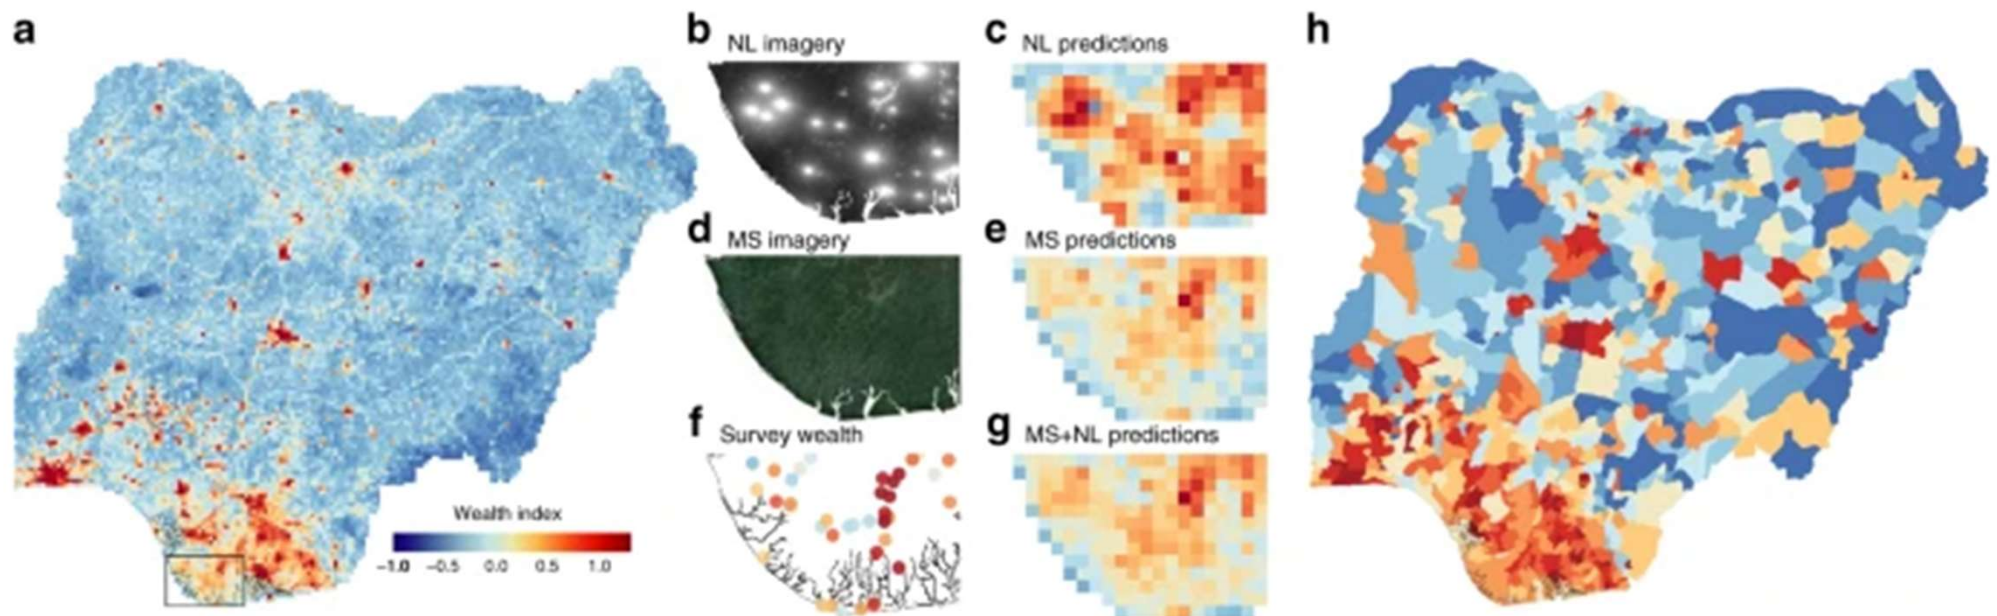 a
b NL imagery
c NL predictions
h
d MS imagery
e MS predictions
f Survey wealth
g MS+NL predictions
Wealth index
−1.0 −0.5 0.0 0.5 1.0